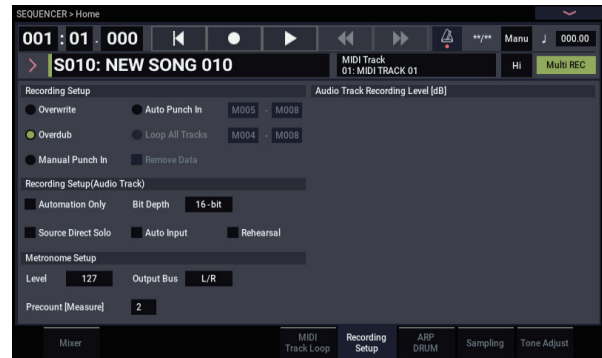 SEQUENCER > Home
001 : 01 . 000 **/** Manu ♩ 000.00
S010: NEW SONG 010 MIDI Track Hi Multi REC
01: MIDI TRACK 01
Recording Setup Audio Track Recording Level [dB]
Overwrite Auto Punch In M005 - M008
Overdub Loop All Tracks M004 - M008
Manual Punch In Remove Data
Recording Setup(Audio Track)
Automation Only Bit Depth 16-bit
Source Direct Solo Auto Input Rehearsal
Metronome Setup
Level 127 Output Bus L/R
Precount [Measure] 2
Mixer MIDI Track Loop Recording Setup ARP DRUM Sampling Tone Adjust